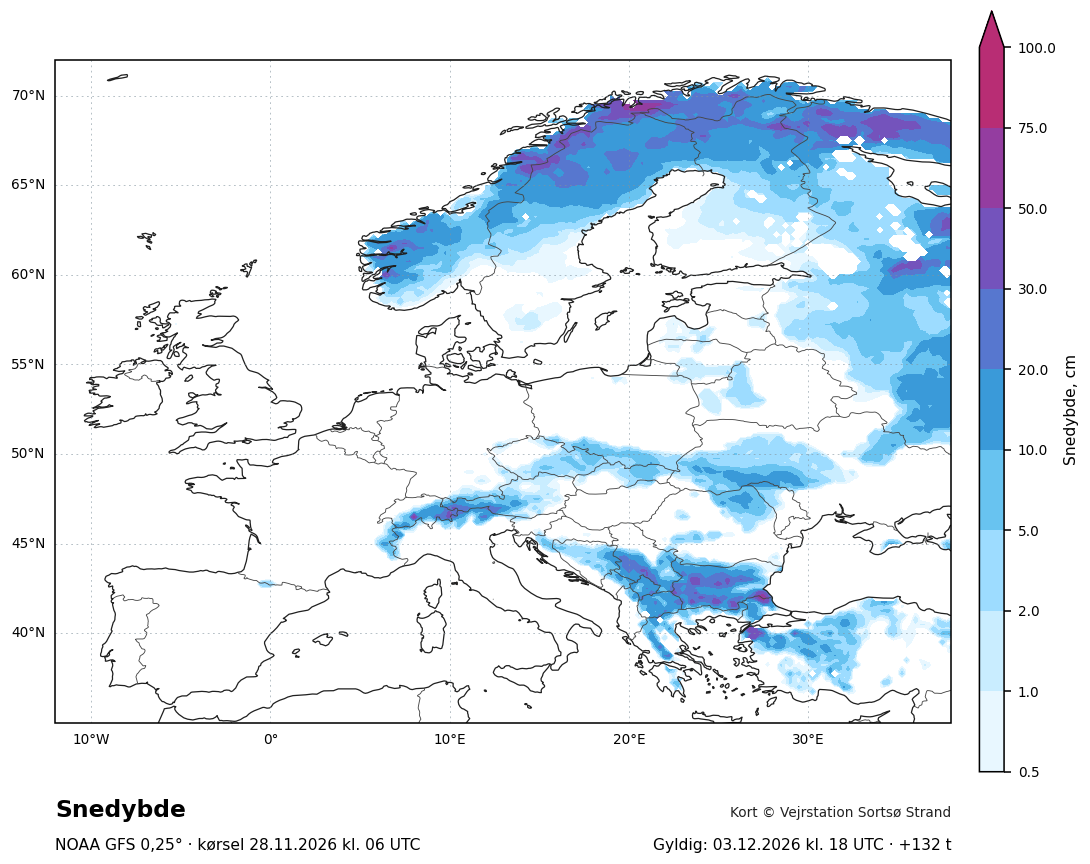 70°N
65°N
60°N
55°N
50°N
45°N
40°N
10°W
0°
10°E
20°E
30°E
100.0
75.0
50.0
30.0
20.0
10.0
5.0
2.0
1.0
0.5
Snedybde, cm
Snedybde
Kort © Vejrstation Sortsø Strand
NOAA GFS 0,25° · kørsel 28.11.2026 kl. 06 UTC
Gyldig: 03.12.2026 kl. 18 UTC · +132 t